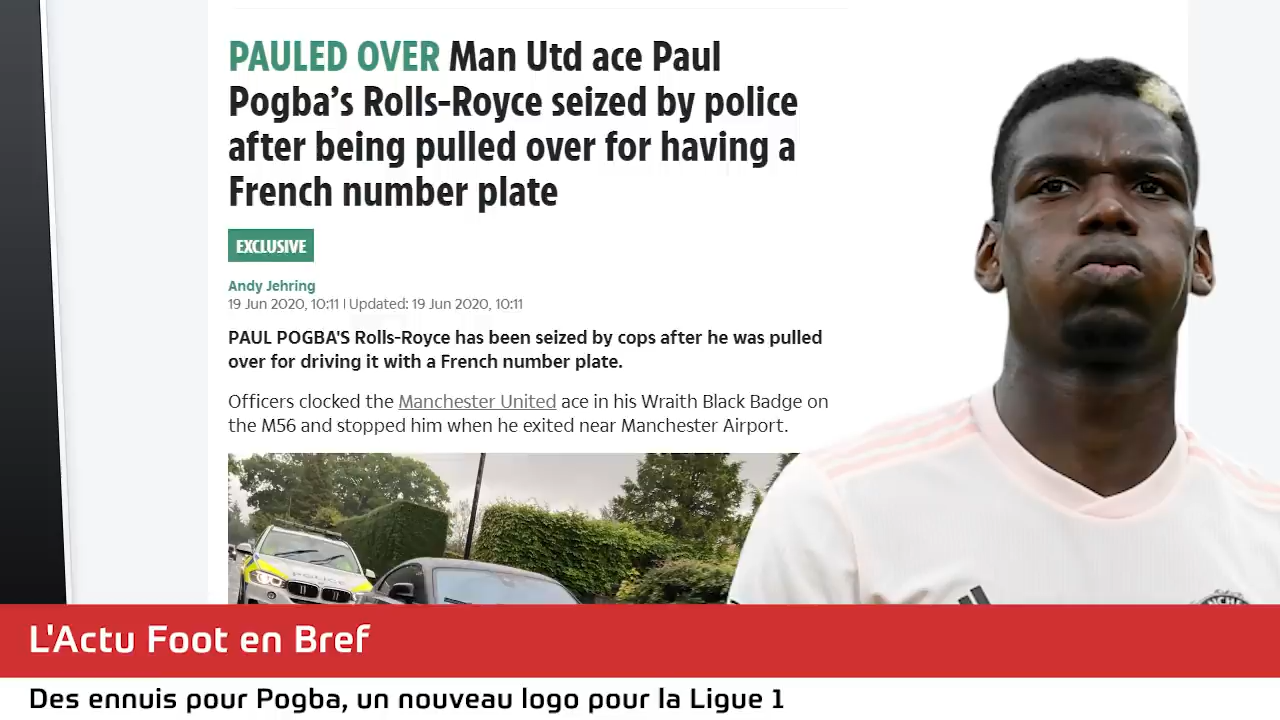 PAULED OVER Man Utd ace Paul
Pogba’s Rolls-Royce seized by police
after being pulled over for having a
French number plate
EXCLUSIVE
Andy Jehring
19 Jun 2020, 10:11 | Updated: 19 Jun 2020, 10:11
PAUL POGBA'S Rolls-Royce has been seized by cops after he was pulled
over for driving it with a French number plate.
Officers clocked the Manchester United ace in his Wraith Black Badge on
the M56 and stopped him when he exited near Manchester Airport.
POLICE
L'Actu Foot en Bref
Des ennuis pour Pogba, un nouveau logo pour la Ligue 1